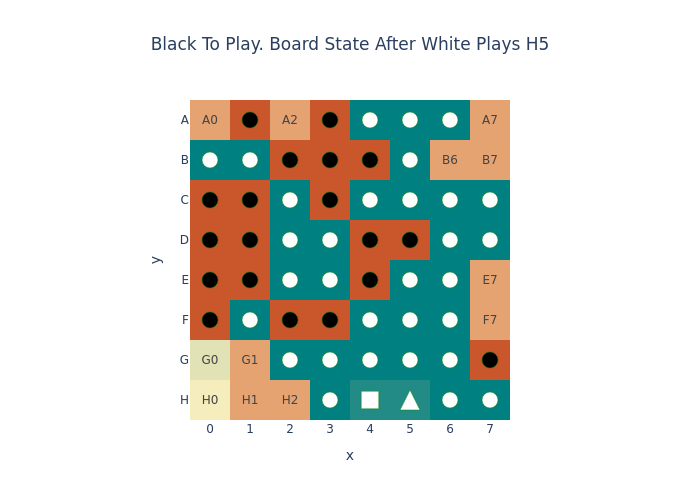 Black To Play. Board State After White Plays H5
A A0 A2 A7
B B6 B7
C
D
E E7
F F7
G G0 G1
H H0 H1 H2
0 1 2 3 4 5 6 7
x
y